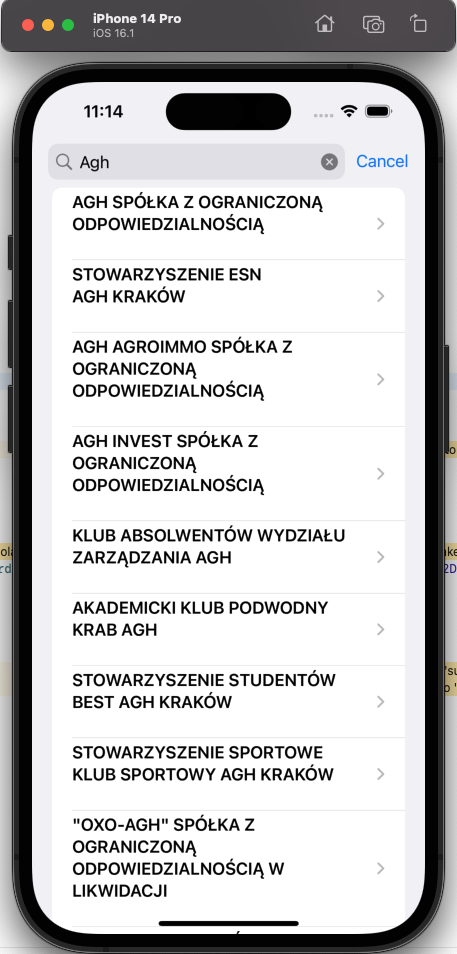 iPhone 14 Pro
iOS 16.1
11:14
Agh
Cancel
AGH SPÓŁKA Z OGRANICZONĄ
ODPOWIEDZIALNOŚCIĄ
STOWARZYSZENIE ESN
AGH KRAKÓW
AGH AGROIMMO SPÓŁKA Z
OGRANICZONĄ
ODPOWIEDZIALNOŚCIĄ
AGH INVEST SPÓŁKA Z
OGRANICZONĄ
ODPOWIEDZIALNOŚCIĄ
KLUB ABSOLWENTÓW WYDZIAŁU
ZARZĄDZANIA AGH
AKADEMICKI KLUB PODWODNY
KRAB AGH
STOWARZYSZENIE STUDENTÓW
BEST AGH KRAKÓW
STOWARZYSZENIE SPORTOWE
KLUB SPORTOWY AGH KRAKÓW
"OXO-AGH" SPÓŁKA Z
OGRANICZONĄ
ODPOWIEDZIALNOŚCIĄ W
LIKWIDACJI